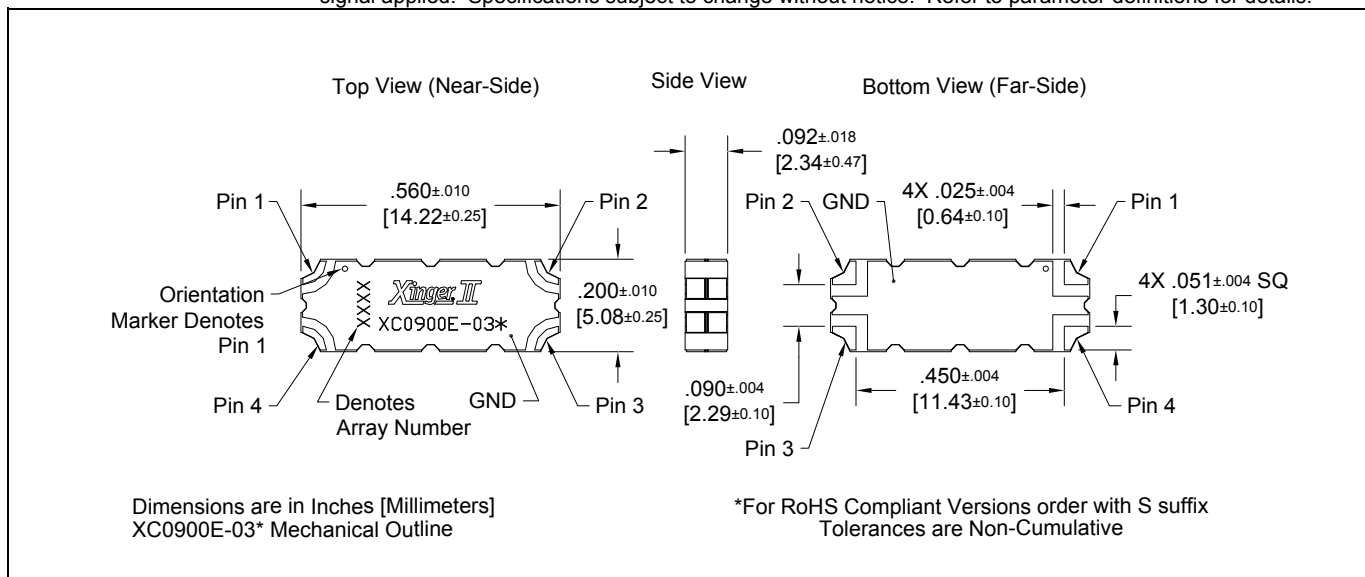 signal applied. Specifications subject to change without notice. Refer to parameter definitions for details.
Top View (Near-Side)
Side View
Bottom View (Far-Side)
.092±.018
[2.34±0.47]
Pin 1
.560±.010
[14.22±0.25]
Pin 2
Pin 2
GND
4X .025±.004
[0.64±0.10]
Pin 1
Orientation
Marker Denotes
Pin 1
XXXX
Xinger II
XC0900E-03*
.200±.010
[5.08±0.25]
4X .051±.004 SQ
[1.30±0.10]
Pin 4
Denotes
Array Number
GND
Pin 3
.090±.004
[2.29±0.10]
.450±.004
[11.43±0.10]
Pin 4
Pin 3
Dimensions are in Inches [Millimeters]
XC0900E-03* Mechanical Outline
*For RoHS Compliant Versions order with S suffix
Tolerances are Non-Cumulative